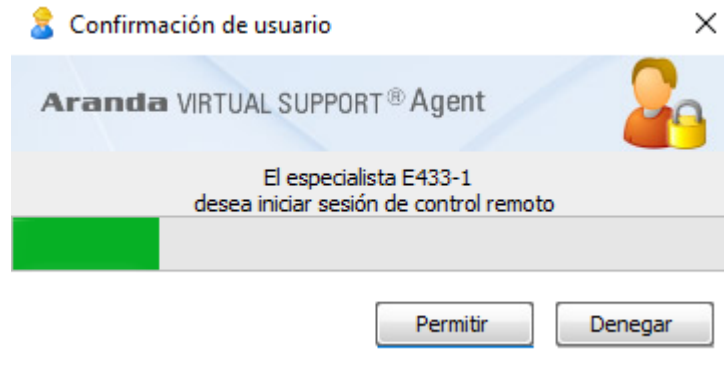 Confirmación de usuario
Aranda VIRTUAL SUPPORT® Agent
El especialista E433-1
desea iniciar sesión de control remoto
Permitir Denegar